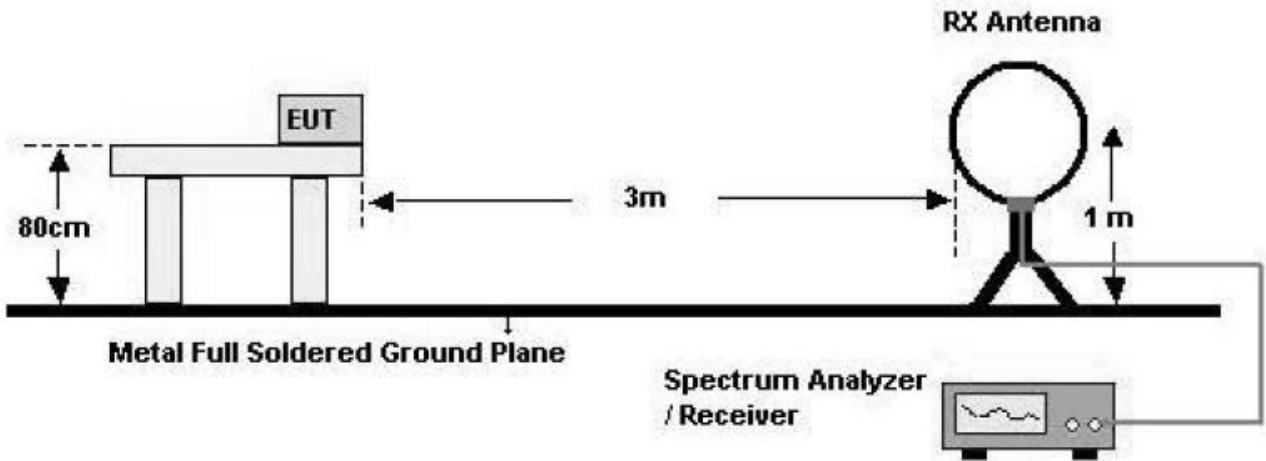 RX Antenna
EUT
80cm
3m
1 m
Metal Full Soldered Ground Plane
Spectrum Analyzer
/ Receiver